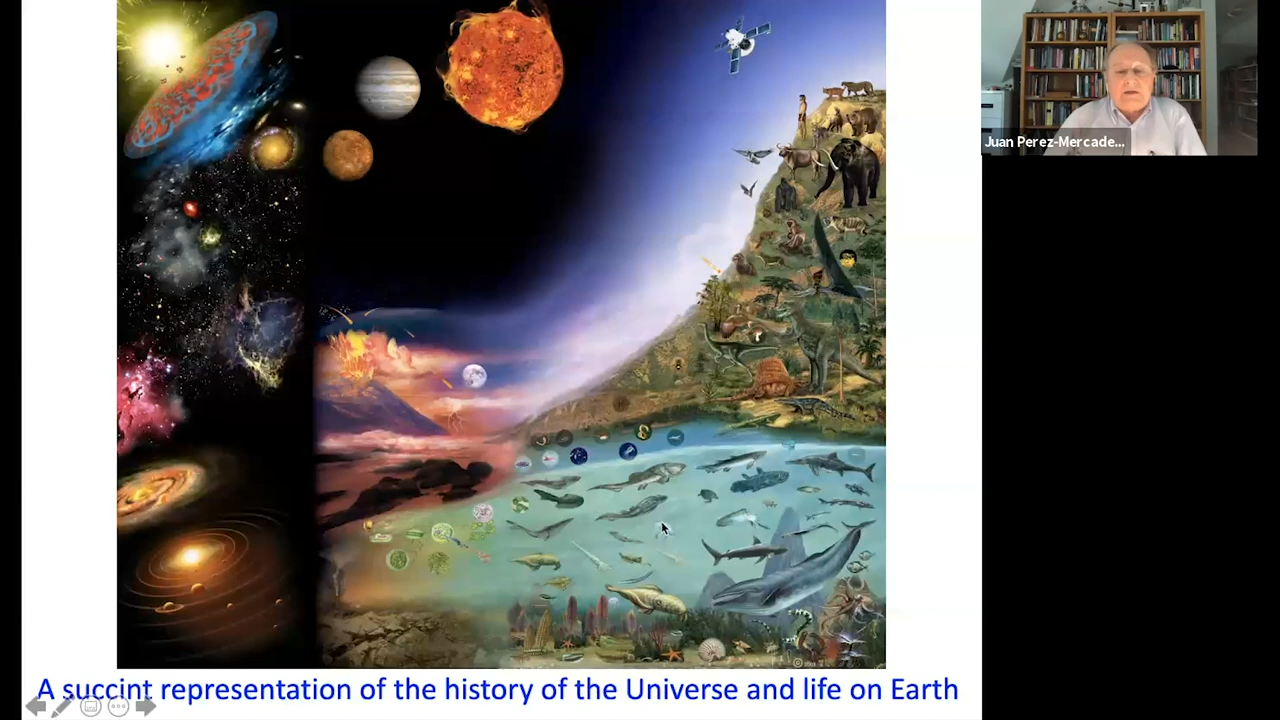 Juan Perez-Mercade...
A succint representation of the history of the Universe and life on Earth